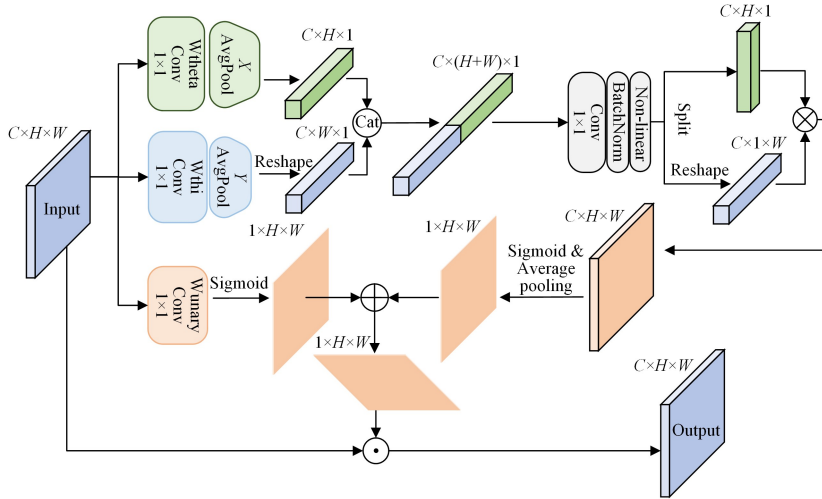 C×H×W
Input
Wtheta
Conv
1×1
X
AvgPool
C×H×1
Wthi
Conv
1×1
Y
AvgPool
Reshape
C×W×1
Cat
C×(H+W)×1
Conv
1×1
BatchNorm
Non-linear
Split
C×H×1
Reshape
C×1×W
Wunary
Conv
1×1
Sigmoid
1×H×W
1×H×W
Sigmoid &
Average
pooling
C×H×W
1×H×W
C×H×W
Output